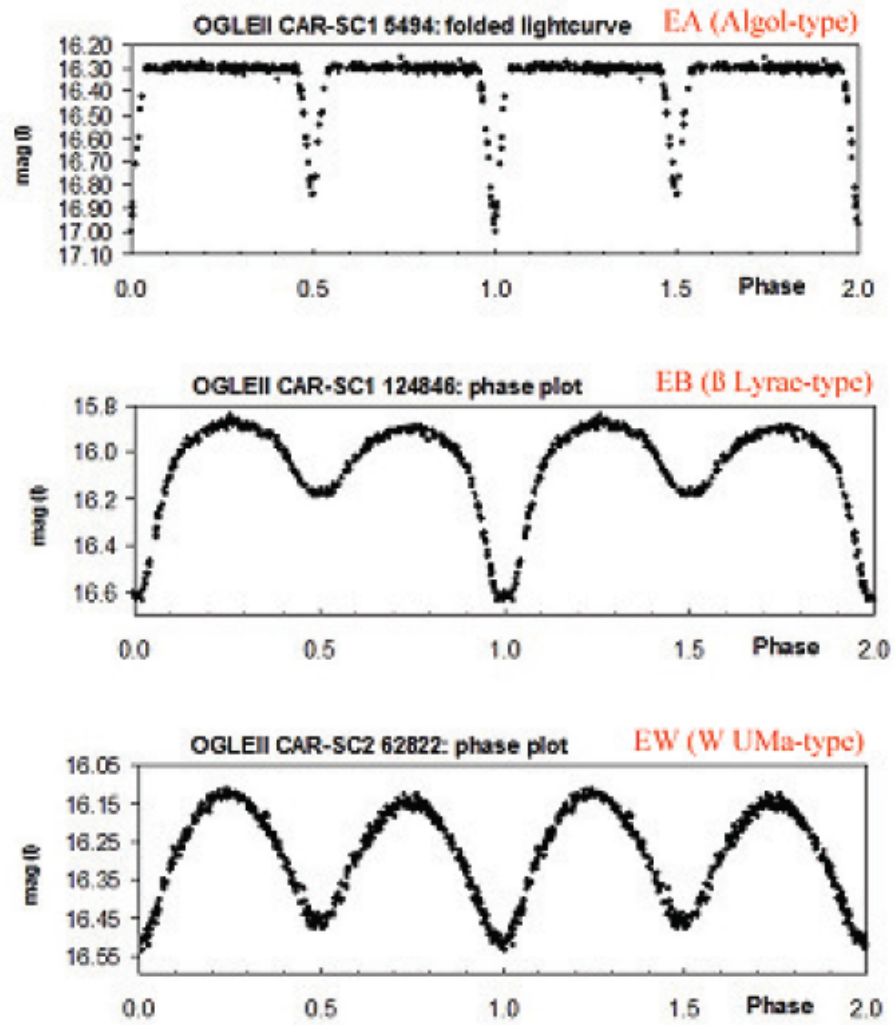 OGLEII CAR-SC1 5494: folded lightcurve EA (Algol-type)
16.20
16.30
16.40
16.50
16.60
16.70
16.80
16.90
17.00
17.10
mag (I)
0.0 0.5 1.0 1.5 Phase 2.0
OGLEII CAR-SC1 124846: phase plot EB (ß Lyrae-type)
15.8
16.0
16.2
16.4
16.6
mag (I)
0.0 0.5 1.0 1.5 Phase 2.0
OGLEII CAR-SC2 62822: phase plot EW (W UMa-type)
16.05
16.15
16.25
16.35
16.45
16.55
mag (I)
0.0 0.5 1.0 1.5 Phase 2.0